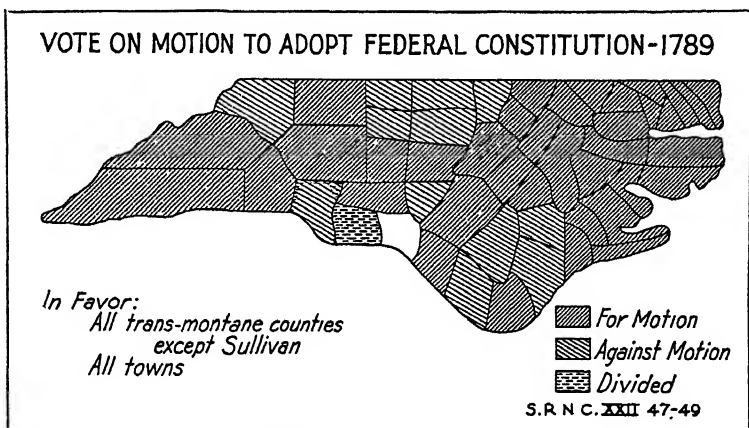 VOTE ON MOTION TO ADOPT FEDERAL CONSTITUTION-1789
In Favor:
All trans-montane counties
except Sullivan
All towns
For Motion
Against Motion
Divided
S.R N C. XXII 47-49